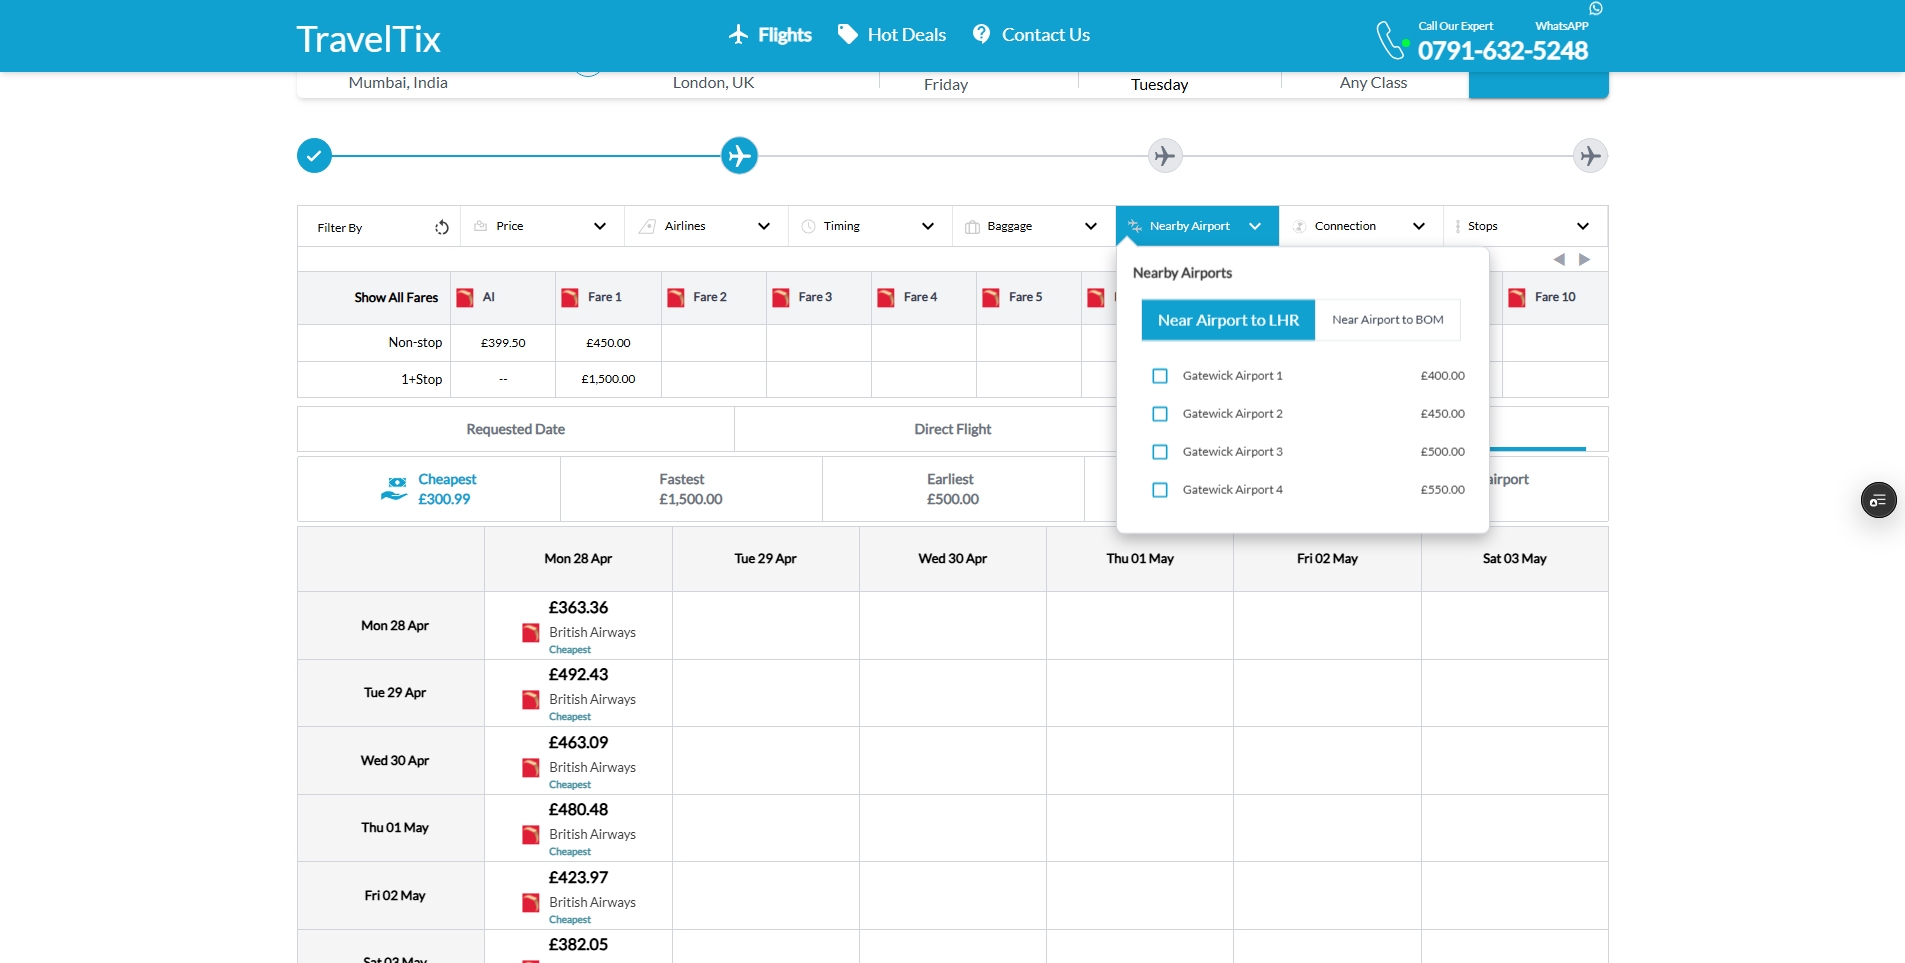 TravelTix
Flights
Hot Deals
Contact Us
Call Our Expert
WhatsAPP
0791-632-5248
Mumbai, India
London, UK
Friday
Tuesday
Any Class
Filter By
Price
Airlines
Timing
Baggage
Nearby Airport
Connection
Stops
Show All Fares
AI
Fare 1
Fare 2
Fare 3
Fare 4
Fare 5
Fare 10
Non-stop
£399.50
£450.00
1+Stop
--
£1,500.00
Nearby Airports
Near Airport to LHR
Near Airport to BOM
Gatewick Airport 1
£400.00
Gatewick Airport 2
£450.00
Gatewick Airport 3
£500.00
Gatewick Airport 4
£550.00
Requested Date
Direct Flight
Cheapest
£300.99
Fastest
£1,500.00
Earliest
£500.00
airport
Mon 28 Apr
Tue 29 Apr
Wed 30 Apr
Thu 01 May
Fri 02 May
Sat 03 May
Mon 28 Apr
£363.36
British Airways
Cheapest
Tue 29 Apr
£492.43
British Airways
Cheapest
Wed 30 Apr
£463.09
British Airways
Cheapest
Thu 01 May
£480.48
British Airways
Cheapest
Fri 02 May
£423.97
British Airways
Cheapest
Sat 03 May
£382.05